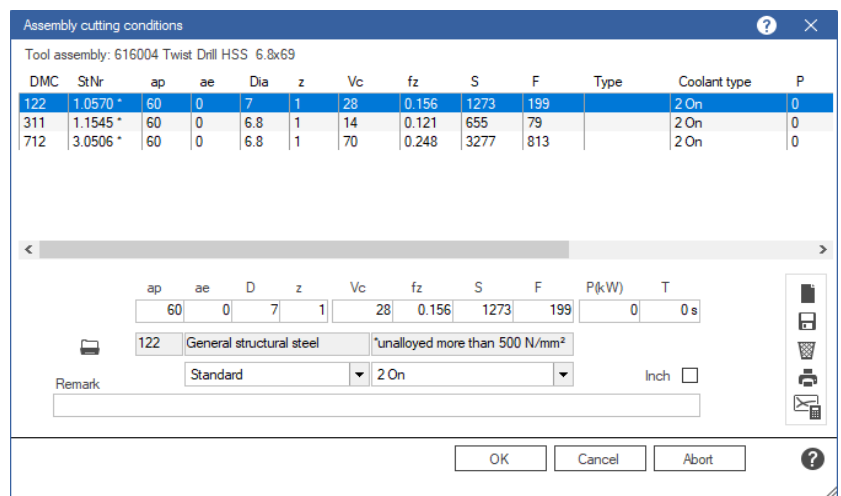 Assembly cutting conditions
Tool assembly: 616004 Twist Drill HSS 6.8x69
DMC StNr ap ae Dia z Vc fz S F Type Coolant type P
122 1.0570 * 60 0 7 1 28 0.156 1273 199 2 On 0
311 1.1545 * 60 0 6.8 1 14 0.121 655 79 2 On 0
712 3.0506 * 60 0 6.8 1 70 0.248 3277 813 2 On 0
ap ae D z Vc fz S F P(kW) T
60 0 7 1 28 0.156 1273 199 0 0 s
122 General structural steel *unalloyed more than 500 N/mm²
Standard 2 On Inch
Remark
OK Cancel Abort